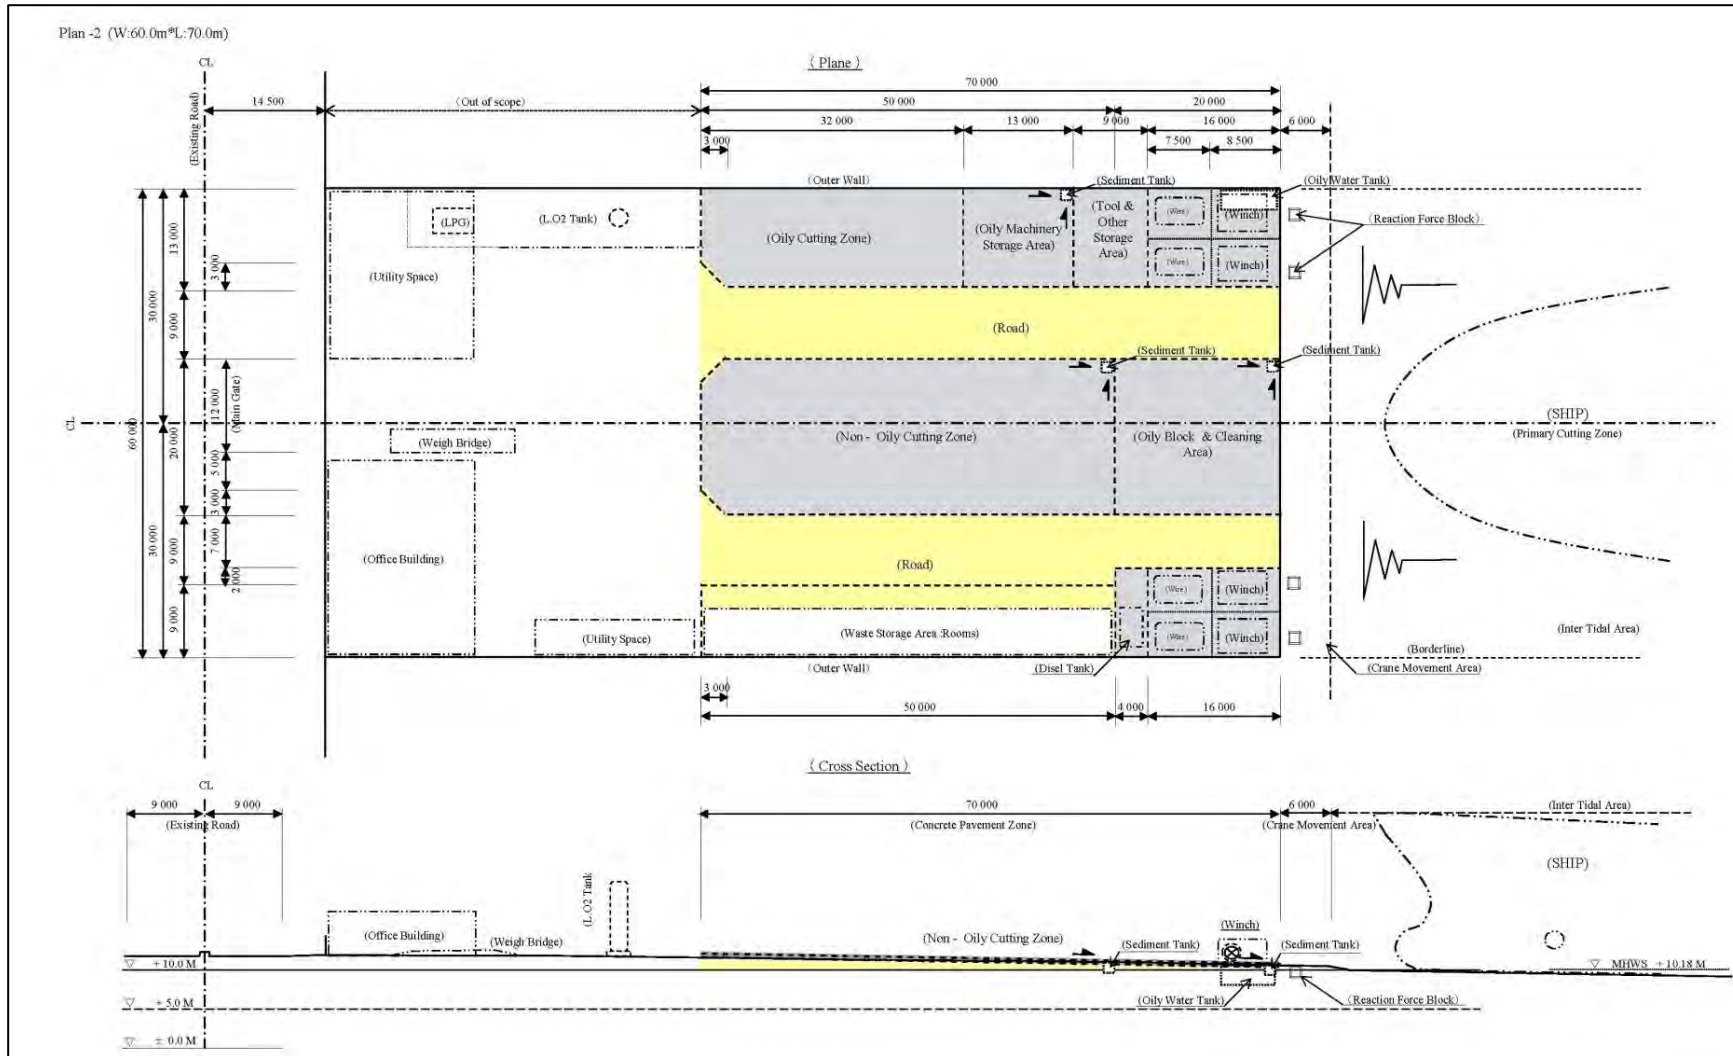 Plan -2 (W:60.0m*L:70.0m)
( Plane )
CL
70 000
14 500
(Out of scope)
50 000
20 000
(Existing Road)
32 000
13 000
9 000
16 000
6 000
3 000
7 500
8 500
(Outer Wall)
(Sediment Tank)
(Oily Water Tank)
(LPG)
(L.O2 Tank)
(Oily Cutting Zone)
(Oily Machinery
Storage Area)
(Tool &
Other
Storage
Area)
(Wire)
(Winch)
(Wire)
(Winch)
(Reaction Force Block)
(Utility Space)
13 000
3 000
30 000
9 000
(Road)
(Sediment Tank)
(Sediment Tank)
12 000
(Main Gate)
CL
60 000
20 000
(Weigh Bridge)
(Non - Oily Cutting Zone)
(Oily Block & Cleaning
Area)
(SHIP)
(Primary Cutting Zone)
5 000
3 000
30 000
9 000
7 000
2 000
9 000
(Office Building)
(Road)
(Wire)
(Winch)
(Wire)
(Winch)
(Utility Space)
(Waste Storage Area :Rooms)
(Inter Tidal Area)
(Borderline)
(Outer Wall)
(Disel Tank)
(Crane Movement Area)
3 000
50 000
4 000
16 000
( Cross Section )
CL
9 000
9 000
(Existing Road)
70 000
(Concrete Pavement Zone)
6 000
(Crane Movement Area)
(Inter Tidal Area)
(SHIP)
(L.O2 Tank
(Office Building)
(Weigh Bridge)
(Non - Oily Cutting Zone)
(Winch)
(Sediment Tank)
(Sediment Tank)
+ 10.0 M
MHWS + 10.18 M
+ 5.0 M
(Oily Water Tank)
(Reaction Force Block)
± 0.0 M